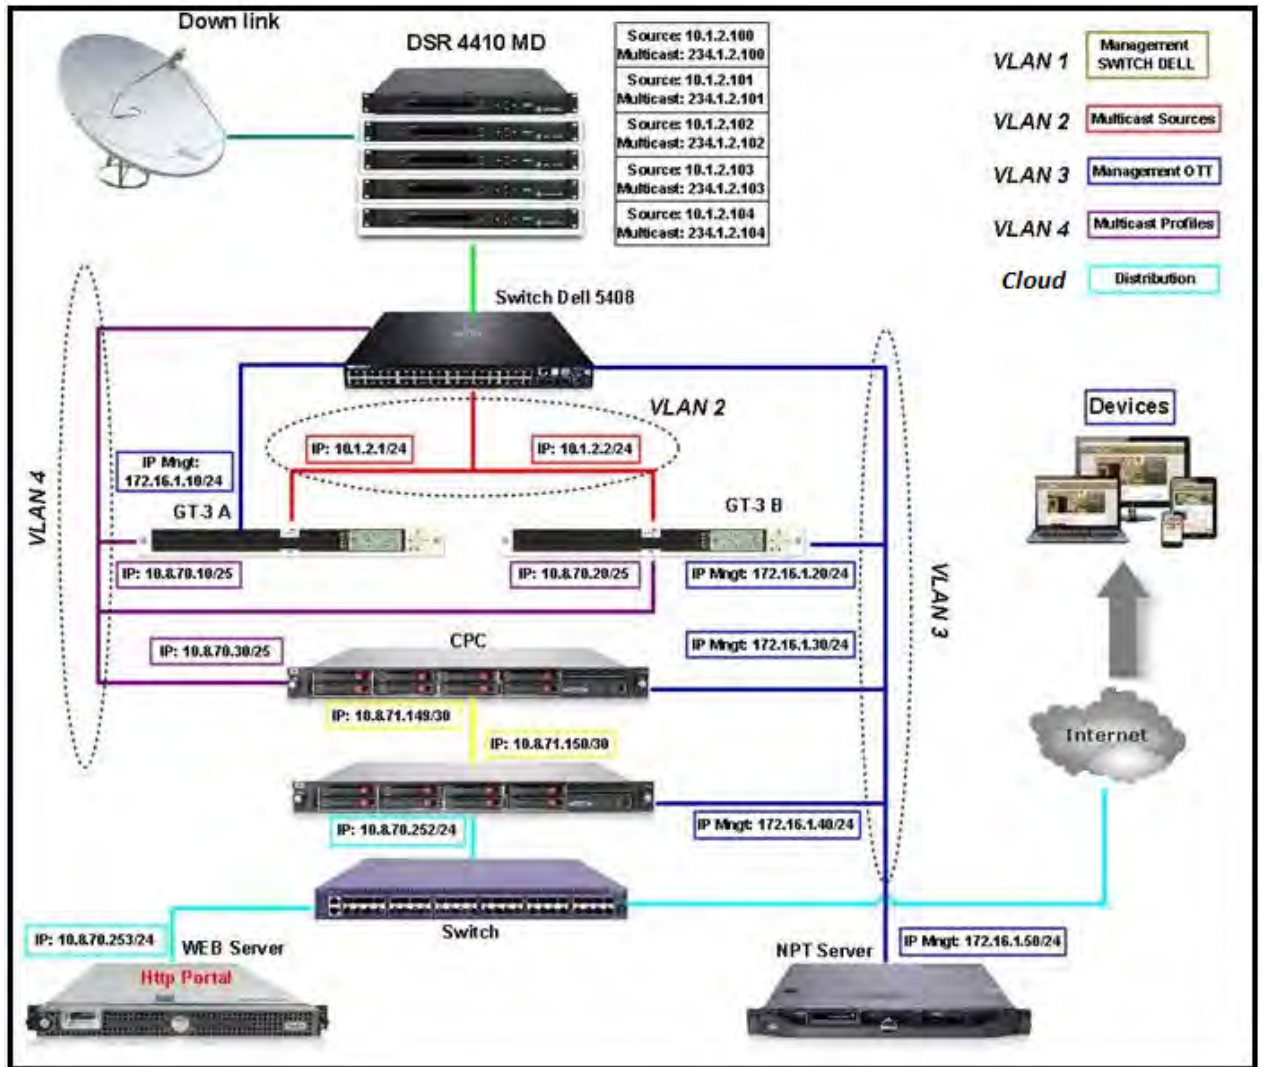 Down link
DSR 4410 MD
Source: 10.1.2.100
Multicast: 234.1.2.100
Source: 10.1.2.101
Multicast: 234.1.2.101
Source: 10.1.2.102
Multicast: 234.1.2.102
Source: 10.1.2.103
Multicast: 234.1.2.103
Source: 10.1.2.104
Multicast: 234.1.2.104
VLAN 1
Management
SWITCH DELL
VLAN 2
Multicast Sources
VLAN 3
Management OTT
VLAN 4
Multicast Profiles
Cloud
Distribution
Switch Dell 5408
VLAN 2
IP: 10.1.2.1/24
IP: 10.1.2.2/24
Devices
VLAN 4
IP Mngt:
172.16.1.10/24
GT-3 A
GT-3 B
IP: 10.8.70.10/25
IP: 10.8.70.20/25
IP Mngt: 172.16.1.20/24
VLAN 3
CPC
IP: 10.8.70.30/25
IP Mngt: 172.16.1.30/24
IP: 10.8.71.149/30
IP: 10.8.71.150/30
Internet
IP: 10.8.70.252/24
IP Mngt: 172.16.1.40/24
Switch
IP: 10.8.70.253/24
WEB Server
Http Portal
NPT Server
IP Mngt: 172.16.1.50/24